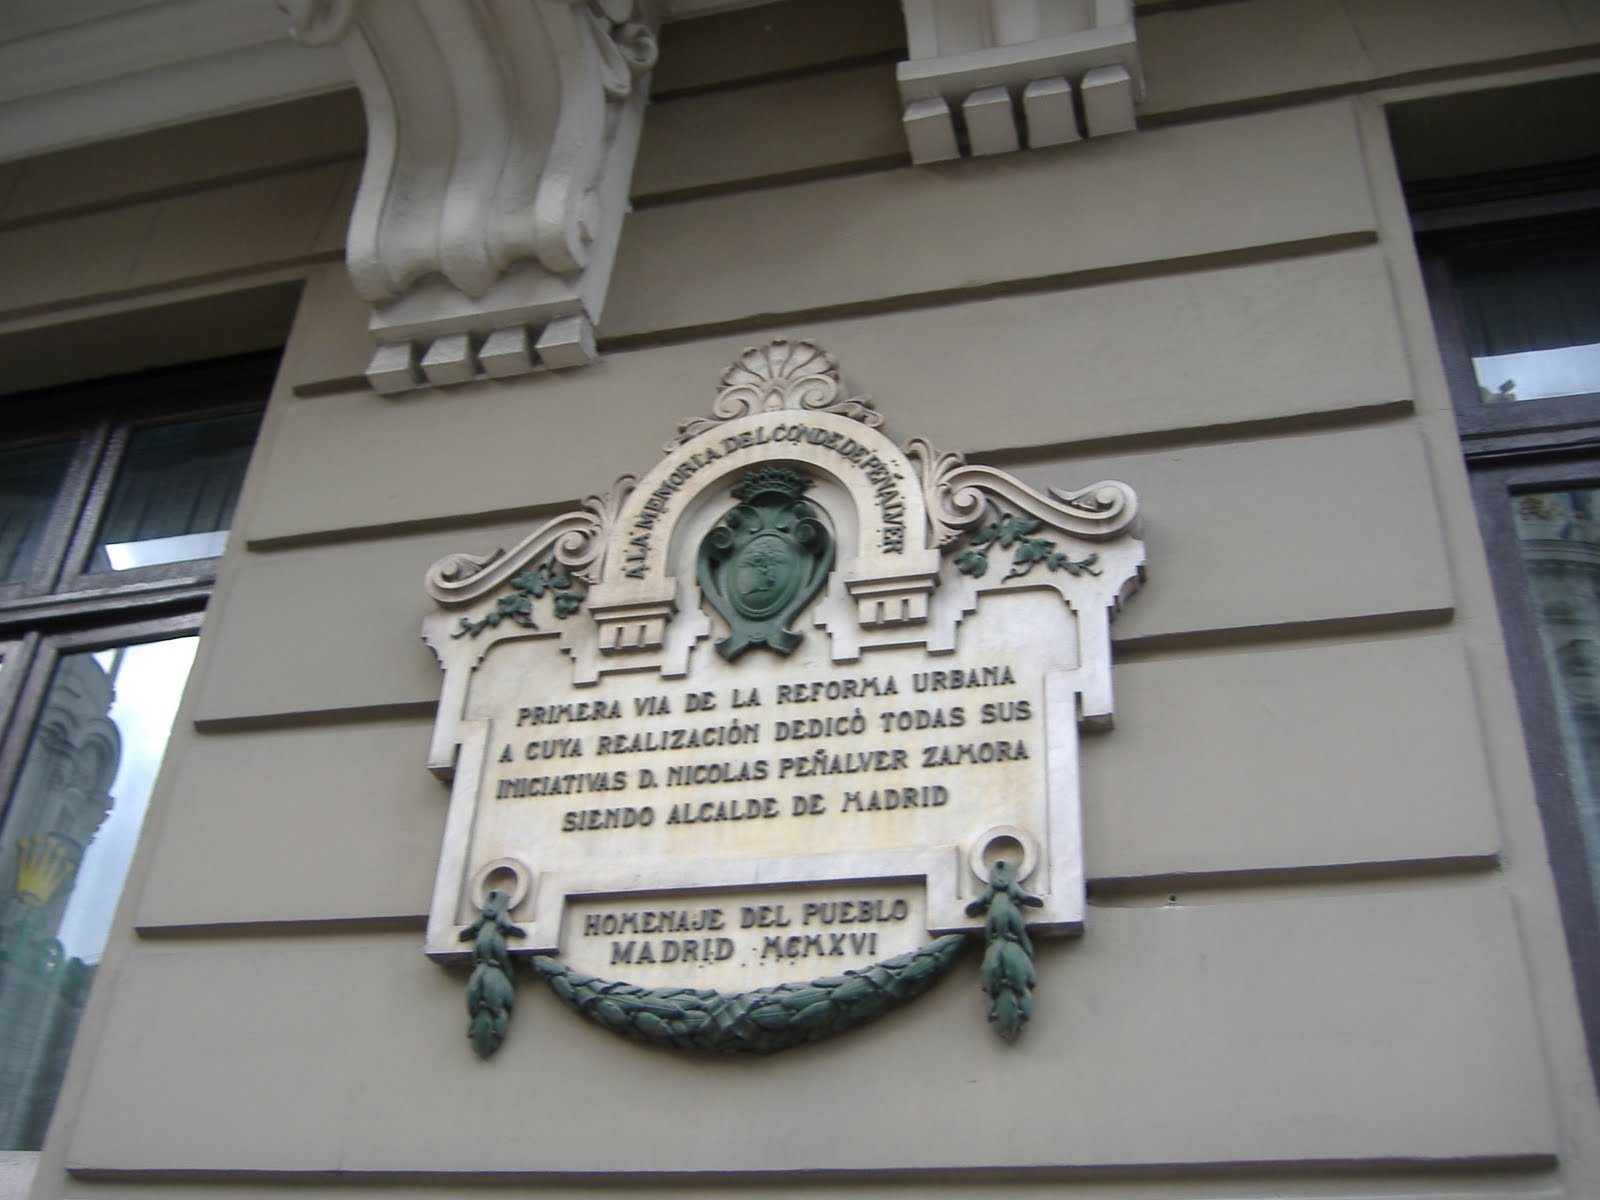 A LA MEMORIA DEL CONDE DE PEÑALVER
PRIMERA VIA DE LA REFORMA URBANA
A CUYA REALIZACIÓN DEDICÓ TODAS SUS
INICIATIVAS D. NICOLAS PEÑALVER ZAMORA
SIENDO ALCALDE DE MADRID
HOMENAJE DEL PUEBLO
MADRID MCMXVI